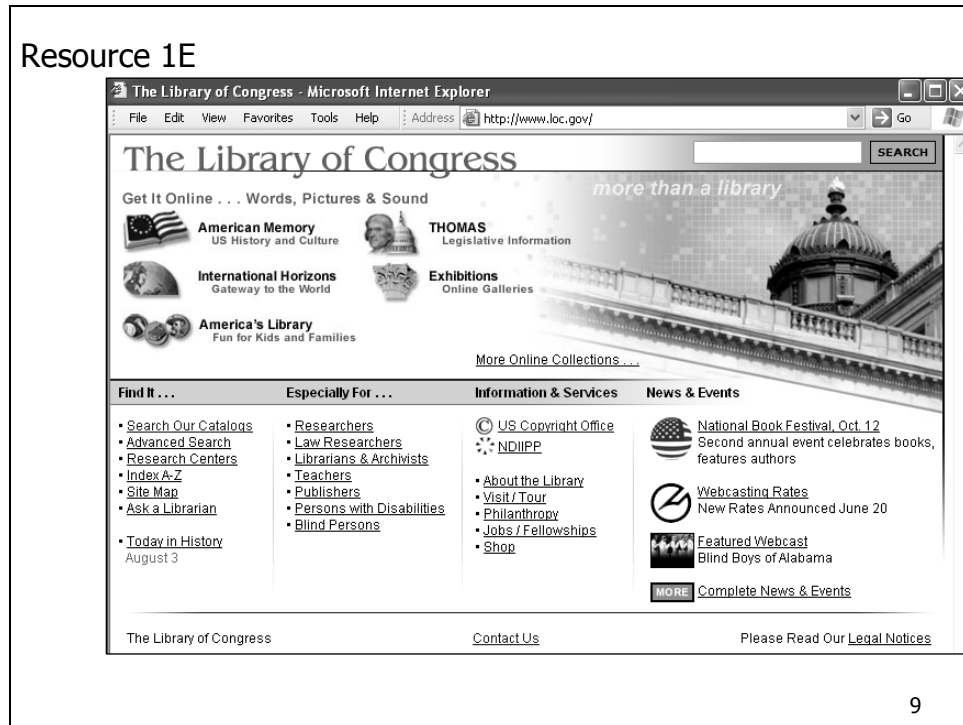 Resource 1E
The Library of Congress - Microsoft Internet Explorer
File Edit View Favorites Tools Help Address http://www.loc.gov/ Go
The Library of Congress
SEARCH
more than a library
Get It Online . . . Words, Pictures & Sound
American Memory
US History and Culture
THOMAS
Legislative Information
International Horizons
Gateway to the World
Exhibitions
Online Galleries
America's Library
Fun for Kids and Families
More Online Collections . . .
Find It . . .
▪ Search Our Catalogs
▪ Advanced Search
▪ Research Centers
▪ Index A-Z
▪ Site Map
▪ Ask a Librarian
▪ Today in History
August 3
Especially For . . .
▪ Researchers
▪ Law Researchers
▪ Librarians & Archivists
▪ Teachers
▪ Publishers
▪ Persons with Disabilities
▪ Blind Persons
Information & Services
© US Copyright Office
NDIIPP
▪ About the Library
▪ Visit / Tour
▪ Philanthropy
▪ Jobs / Fellowships
▪ Shop
News & Events
National Book Festival, Oct. 12
Second annual event celebrates books,
features authors
Webcasting Rates
New Rates Announced June 20
Featured Webcast
Blind Boys of Alabama
MORE Complete News & Events
The Library of Congress
Contact Us
Please Read Our Legal Notices
9